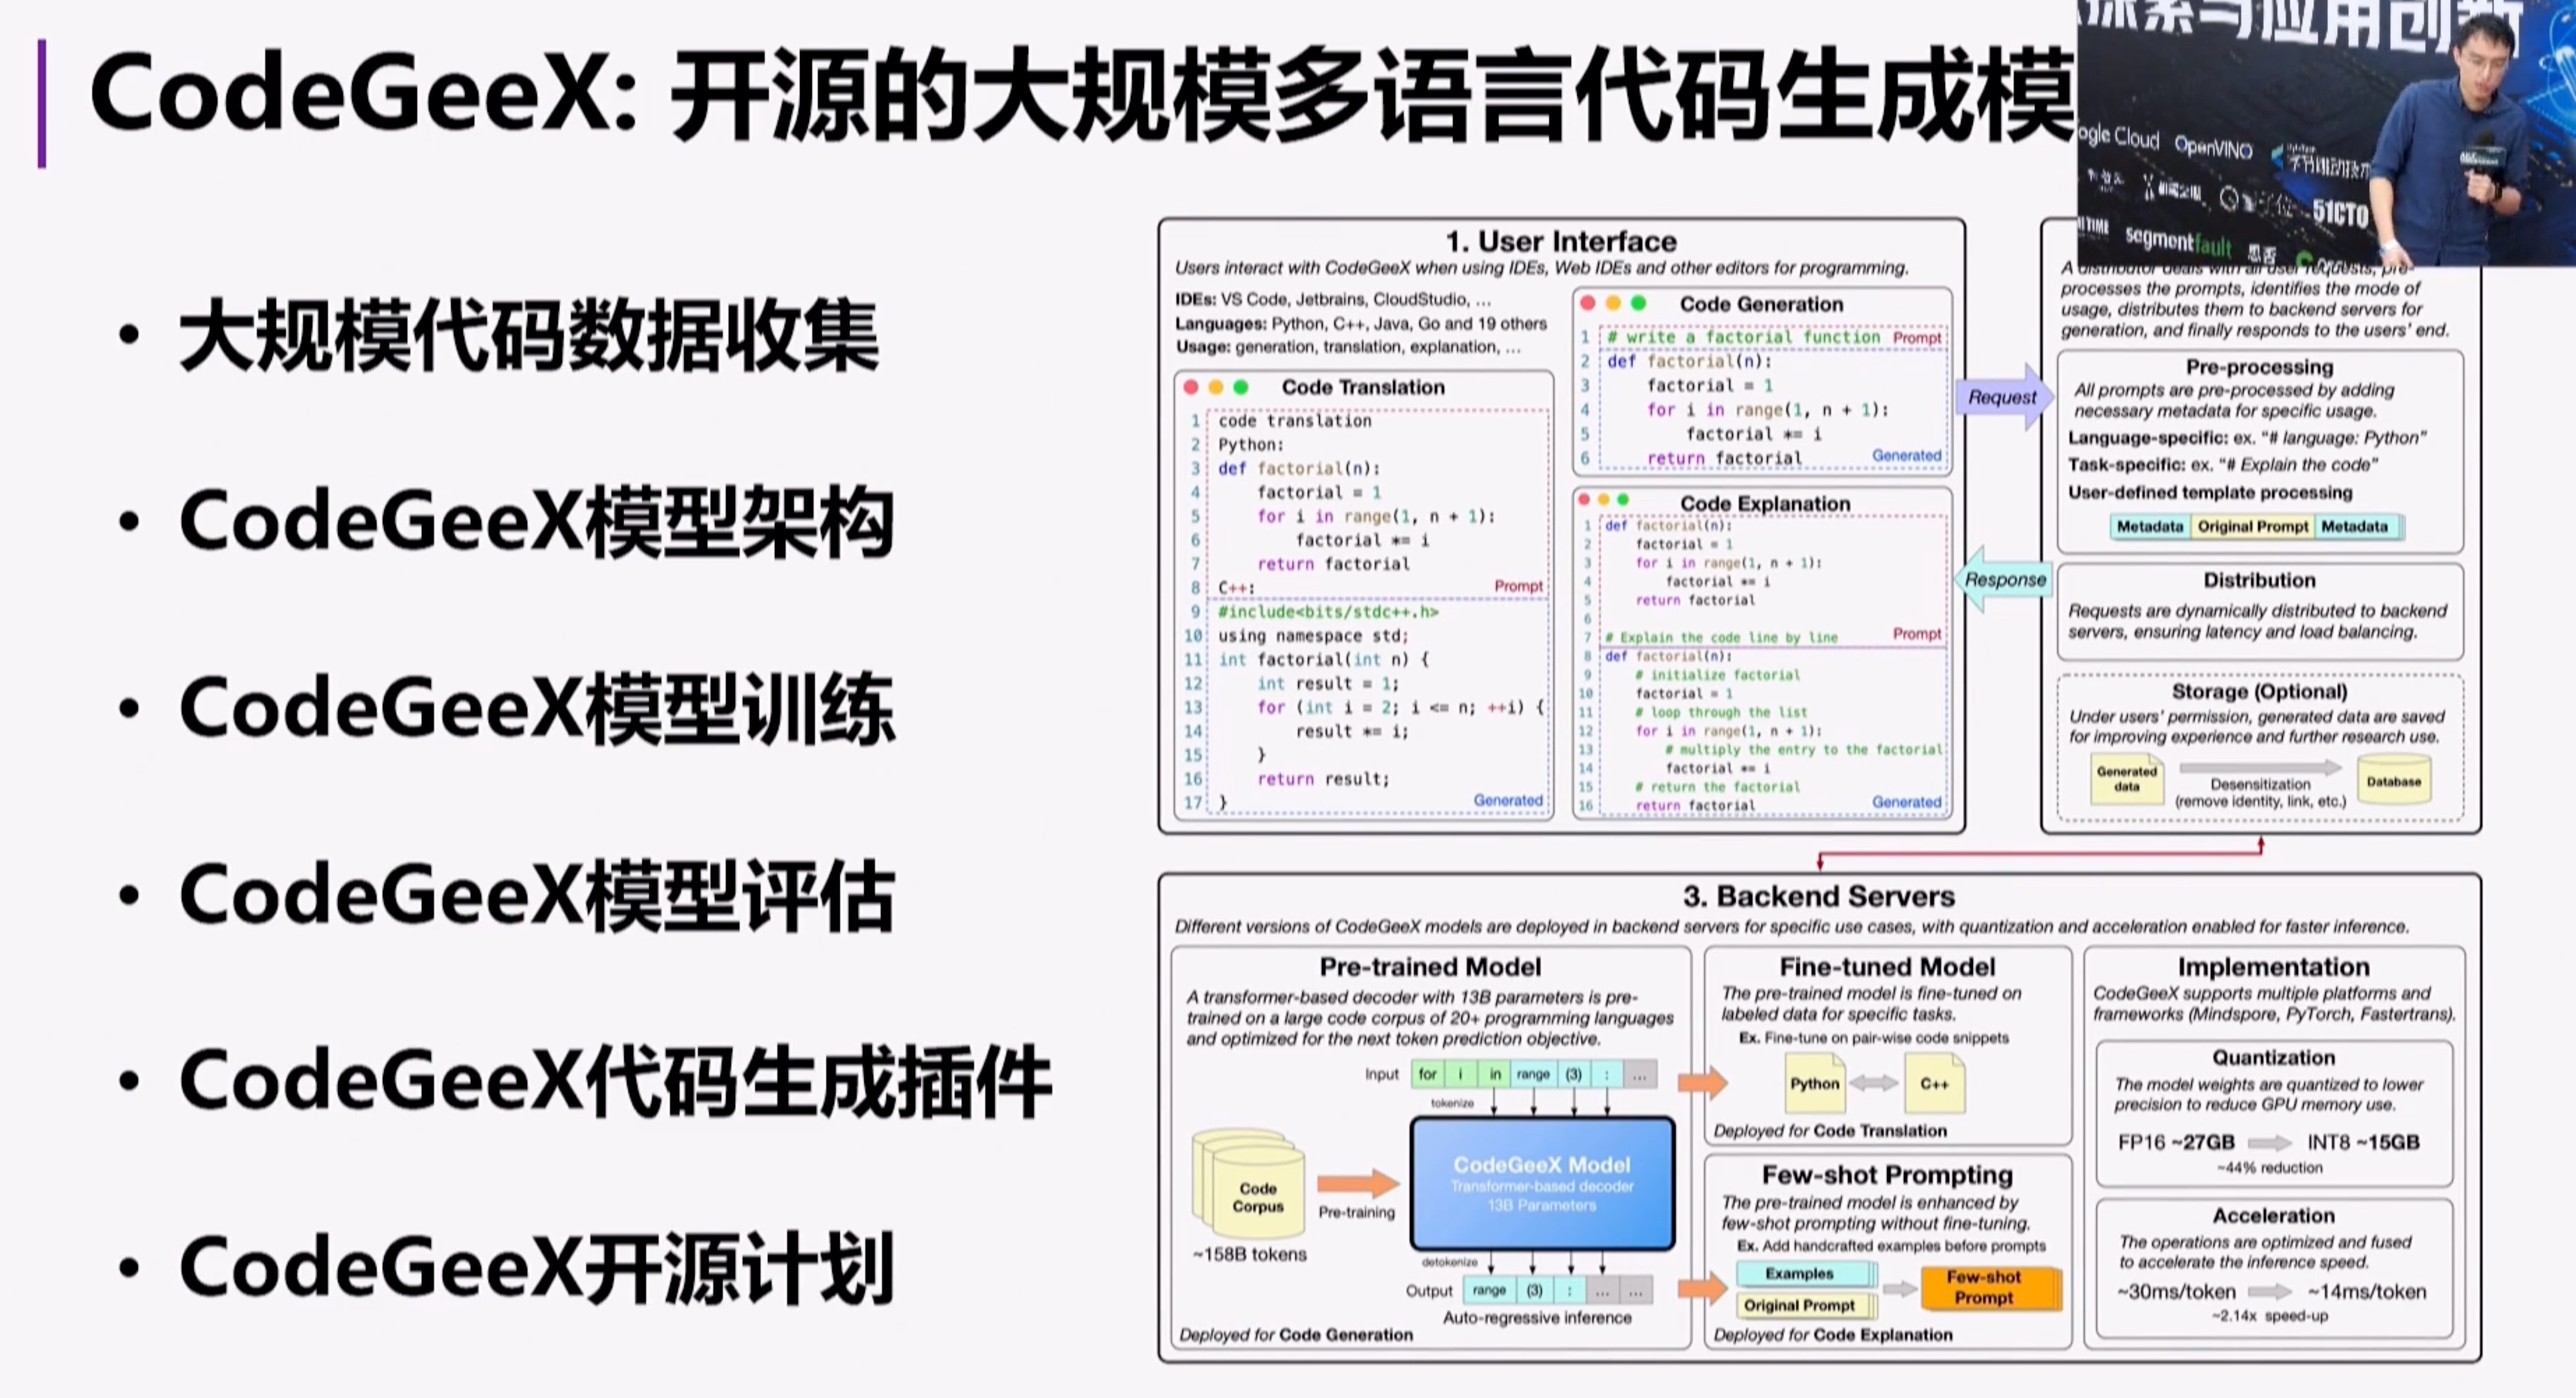 CodeGeeX: 开源的大规模多语言代码生成模
• 大规模代码数据收集
• CodeGeeX模型架构
• CodeGeeX模型训练
• CodeGeeX模型评估
• CodeGeeX代码生成插件
• CodeGeeX开源计划
1. User Interface
Users interact with CodeGeeX when using IDEs, Web IDEs and other editors for programming.
IDEs: VS Code, Jetbrains, CloudStudio, ...
Languages: Python, C++, Java, Go and 19 others
Usage: generation, translation, explanation, ...
Code Translation
1 code translation
2 Python:
3 def factorial(n):
4     factorial = 1
5     for i in range(1, n + 1):
6         factorial *= i
7     return factorial
8 C++:
Prompt
9 #include<bits/stdc++.h>
10 using namespace std;
11 int factorial(int n) {
12     int result = 1;
13     for (int i = 2; i <= n; ++i) {
14         result *= i;
15     }
16     return result;
17 }
Generated
Code Generation
1 # write a factorial function Prompt
2 def factorial(n):
3     factorial = 1
4     for i in range(1, n + 1):
5         factorial *= i
6     return factorial
Generated
Code Explanation
1 def factorial(n):
2     factorial = 1
3     for i in range(1, n + 1):
4         factorial *= i
5     return factorial
6
7 # Explain the code line by line
Prompt
8 def factorial(n):
9     # initialize factorial
10     factorial = 1
11     # loop through the list
12     for i in range(1, n + 1):
13         # multiply the entry to the factorial
14         factorial *= i
15     # return the factorial
16     return factorial
Generated
Request
Response
探索与应用创新
ogle Cloud OpenVINO
51CTO
segmentfault 思否
A distributor deals with all user requests, pre-
processes the prompts, identifies the mode of
usage, distributes them to backend servers for
generation, and finally responds to the users' end.
Pre-processing
All prompts are pre-processed by adding
necessary metadata for specific usage.
Language-specific: ex. "# language: Python"
Task-specific: ex. "# Explain the code"
User-defined template processing
Metadata Original Prompt Metadata
Distribution
Requests are dynamically distributed to backend
servers, ensuring latency and load balancing.
Storage (Optional)
Under users' permission, generated data are saved
for improving experience and further research use.
Generated
data
Desensitization
(remove identity, link, etc.)
Database
3. Backend Servers
Different versions of CodeGeeX models are deployed in backend servers for specific use cases, with quantization and acceleration enabled for faster inference.
Pre-trained Model
A transformer-based decoder with 13B parameters is pre-
trained on a large code corpus of 20+ programming languages
and optimized for the next token prediction objective.
Input for i in range (3) : ...
tokenize
Code
Corpus
~158B tokens
Pre-training
CodeGeeX Model
Transformer-based decoder
13B Parameters
detokenize
Output range (3) : ... ...
Auto-regressive inference
Deployed for Code Generation
Fine-tuned Model
The pre-trained model is fine-tuned on
labeled data for specific tasks.
Ex. Fine-tune on pair-wise code snippets
Python C++
Deployed for Code Translation
Few-shot Prompting
The pre-trained model is enhanced by
few-shot prompting without fine-tuning.
Ex. Add handcrafted examples before prompts
Examples
Original Prompt
Few-shot
Prompt
Deployed for Code Explanation
Implementation
CodeGeeX supports multiple platforms and
frameworks (Mindspore, PyTorch, Fastertrans).
Quantization
The model weights are quantized to lower
precision to reduce GPU memory use.
FP16 ~27GB INT8 ~15GB
~44% reduction
Acceleration
The operations are optimized and fused
to accelerate the inference speed.
~30ms/token ~14ms/token
~2.14x speed-up